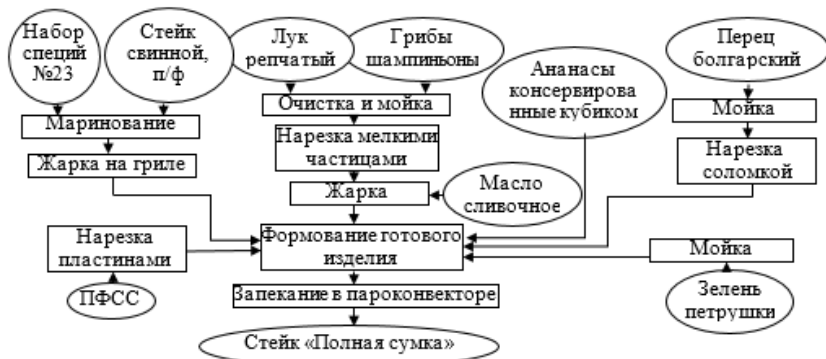 Набор
специй
№23
Стейк
свинной,
п/ф
Лук
репчатый
Грибы
шампиньоны
Ананасы
консервирова
нные кубиком
Перец
болгарский
Очистка и мойка
Мойка
Маринование
Нарезка мелкими
частицами
Нарезка
соломкой
Жарка на гриле
Жарка
Масло
сливочное
Нарезка
пластинами
Формование готового
изделия
Мойка
ПФСС
Запекание в пароконвекторе
Зелень
петрушки
Стейк «Полная сумка»